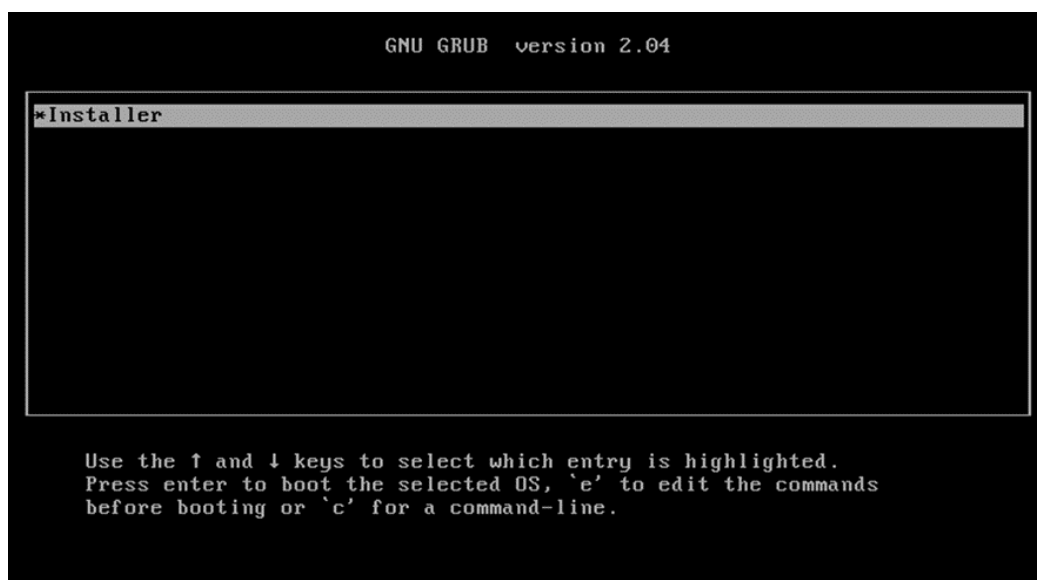 GNU GRUB  version 2.04
*Installer
Use the ↑ and ↓ keys to select which entry is highlighted.
Press enter to boot the selected OS, `e' to edit the commands
before booting or `c' for a command-line.